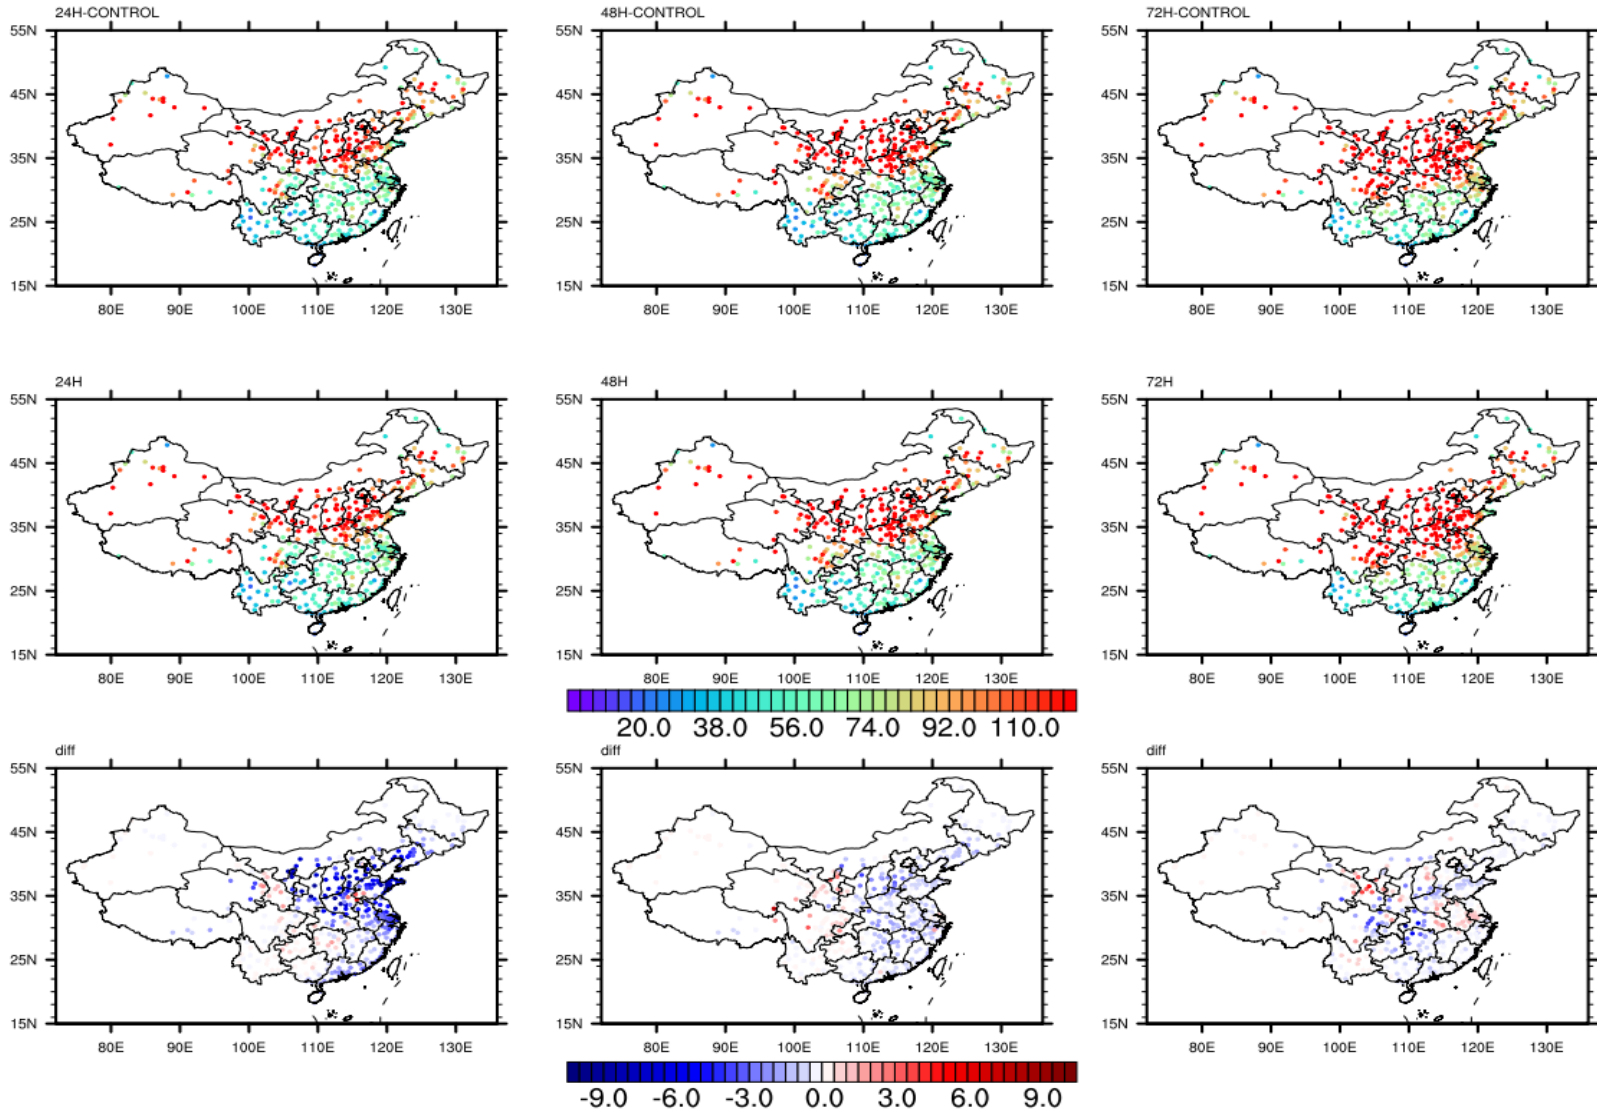 24H-CONTROL
48H-CONTROL
72H-CONTROL
55N
45N
35N
25N
15N
80E 90E 100E 110E 120E 130E
55N
45N
35N
25N
15N
80E 90E 100E 110E 120E 130E
55N
45N
35N
25N
15N
80E 90E 100E 110E 120E 130E
24H
48H
72H
55N
45N
35N
25N
15N
80E 90E 100E 110E 120E 130E
55N
45N
35N
25N
15N
80E 90E 100E 110E 120E 130E
55N
45N
35N
25N
15N
80E 90E 100E 110E 120E 130E
20.0 38.0 56.0 74.0 92.0 110.0
diff
diff
diff
55N
45N
35N
25N
15N
80E 90E 100E 110E 120E 130E
55N
45N
35N
25N
15N
80E 90E 100E 110E 120E 130E
55N
45N
35N
25N
15N
80E 90E 100E 110E 120E 130E
-9.0 -6.0 -3.0 0.0 3.0 6.0 9.0